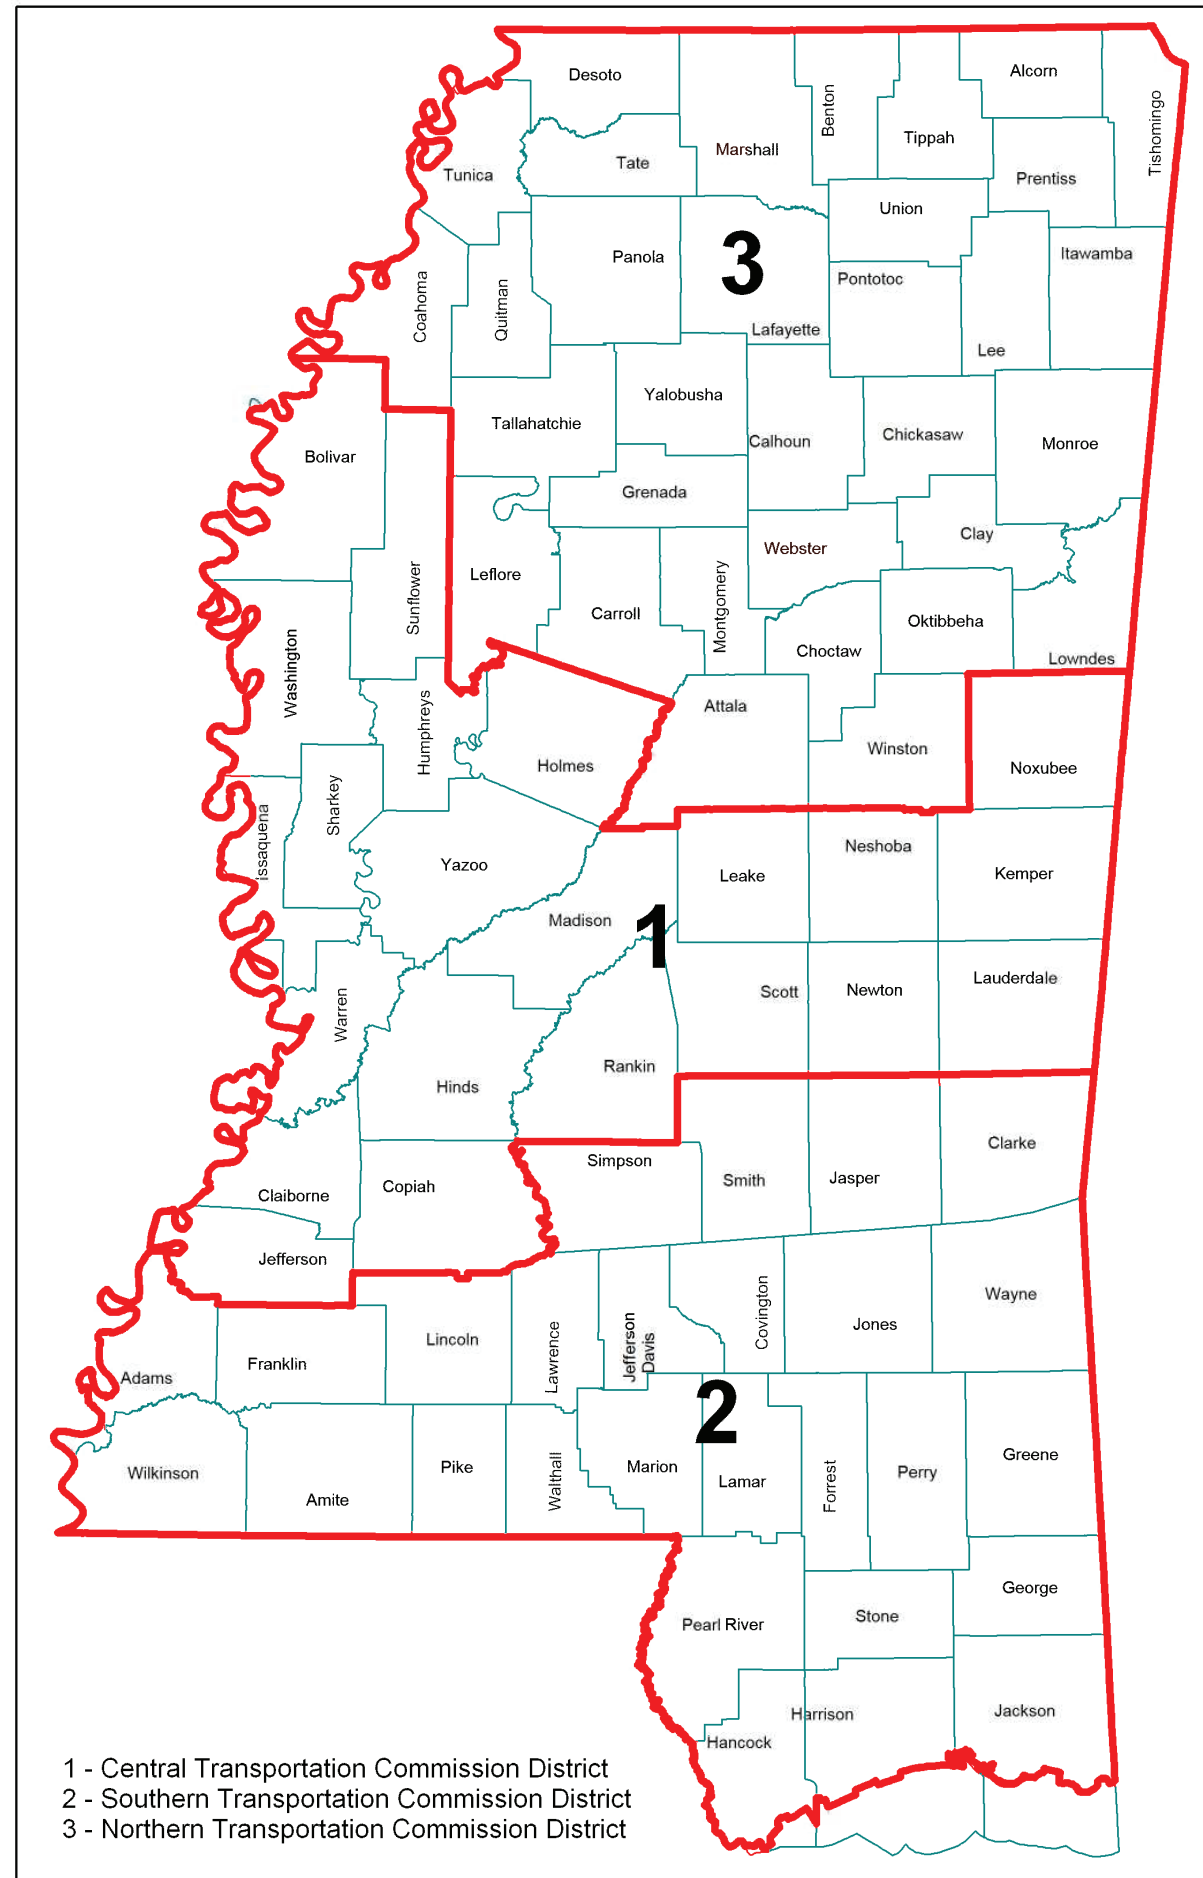 Desoto
Alcorn
Benton
Tishomingo
Tippah
Marshall
Tate
Tunica
Prentiss
Union
Itawamba
Panola
3
Pontotoc
Coahoma
Quitman
Lafayette
Lee
Yalobusha
Tallahatchie
Calhoun
Chickasaw
Monroe
Bolivar
Grenada
Clay
Webster
Leflore
Sunflower
Carroll
Montgomery
Oktibbeha
Choctaw
Lowndes
Washington
Attala
Humphreys
Winston
Holmes
Noxubee
Sharkey
Issaquena
Neshoba
Yazoo
Leake
Kemper
Madison
1
Lauderdale
Scott
Newton
Warren
Rankin
Hinds
Clarke
Simpson
Smith
Jasper
Copiah
Claiborne
Jefferson
Wayne
Covington
Jones
Lincoln
Lawrence
Jefferson
Davis
Franklin
Adams
2
Greene
Wilkinson
Pike
Walthall
Marion
Lamar
Forrest
Perry
Amite
George
Stone
Pearl River
Jackson
Harrison
Hancock
1 - Central Transportation Commission District
2 - Southern Transportation Commission District
3 - Northern Transportation Commission District